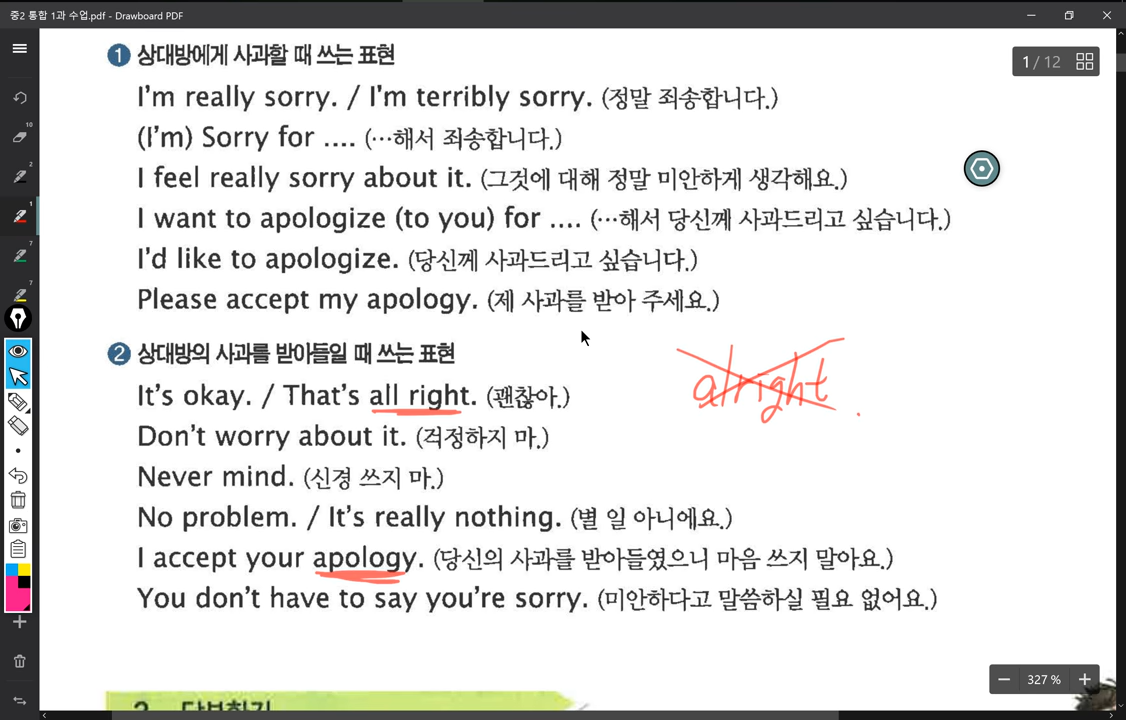 중2 통합 1과 수업.pdf - Drawboard PDF
1 / 12
1 상대방에게 사과할 때 쓰는 표현
I'm really sorry. / I'm terribly sorry. (정말 죄송합니다.)
(I'm) Sorry for .... (…해서 죄송합니다.)
I feel really sorry about it. (그것에 대해 정말 미안하게 생각해요.)
I want to apologize (to you) for .... (…해서 당신께 사과드리고 싶습니다.)
I'd like to apologize. (당신께 사과드리고 싶습니다.)
Please accept my apology. (제 사과를 받아 주세요.)
2 상대방의 사과를 받아들일 때 쓰는 표현
It's okay. / That's all right. (괜찮아.)
alright
Don't worry about it. (걱정하지 마.)
Never mind. (신경 쓰지 마.)
No problem. / It's really nothing. (별 일 아니에요.)
I accept your apology. (당신의 사과를 받아들였으니 마음 쓰지 말아요.)
You don't have to say you're sorry. (미안하다고 말씀하실 필요 없어요.)
10
2
1
7
7
327 %